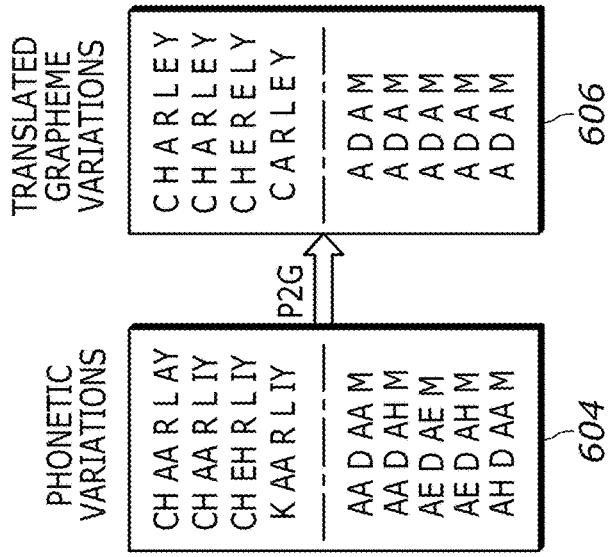 PHONETIC
VARIATIONS
CH AA R L AY
CH AA R L IY
CH EH R L IY
K AA R L IY
AA D AA M
AA D AH M
AE D AE M
AE D AH M
AH D AA M
604
P2G
TRANSLATED
GRAPHEME
VARIATIONS
C H A R L E Y
C H A R L E Y
C H E R E L Y
C A R L E Y
A D A M
A D A M
A D A M
A D A M
A D A M
606